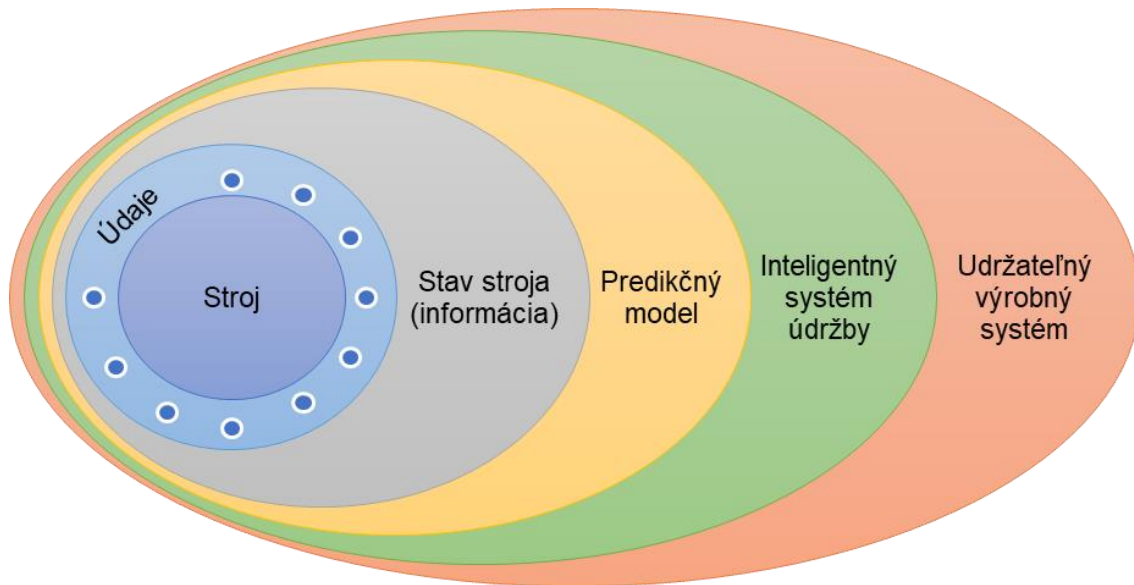 Údaje
Stroj
Stav stroja
(informácia)
Predikčný
model
Inteligentný
systém
údržby
Udržateľný
výrobný
systém